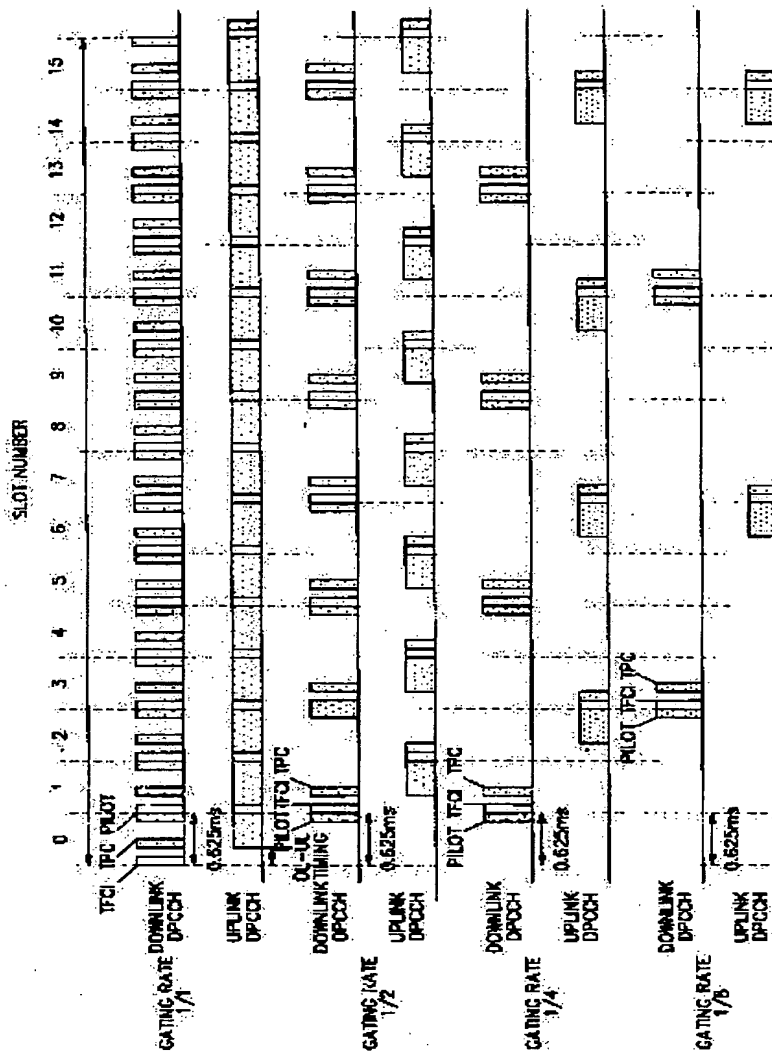 SLOT NUMBER
0 1 2 3 4 5 6 7 8 9 10 11 12 13 14 15
TFCI TPC PILOT
DOWNLINK
DPCCH
GATING RATE
1/1
0.625ms
UPLINK
DPCCH
DL-UL
TIMING
PILOT TFCI TPC
DOWNLINK
DPCCH
GATING RATE
1/2
0.625ms
UPLINK
DPCCH
PILOT TFCI TPC
DOWNLINK
DPCCH
GATING RATE
1/4
0.625ms
UPLINK
DPCCH
PILOT TFCI TPC
DOWNLINK
DPCCH
GATING RATE
1/8
0.625ms
UPLINK
DPCCH